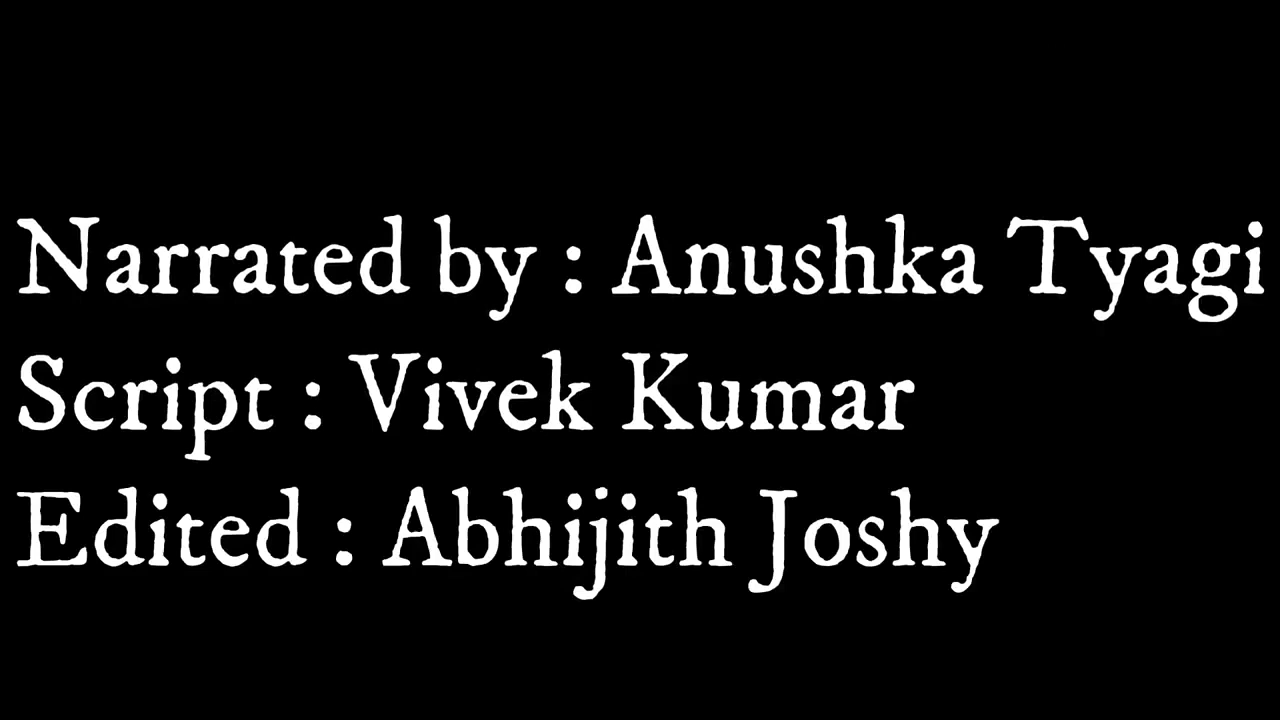 Narrated by : Anushka Tyagi
Script : Vivek Kumar
Edited : Abhijith Joshy